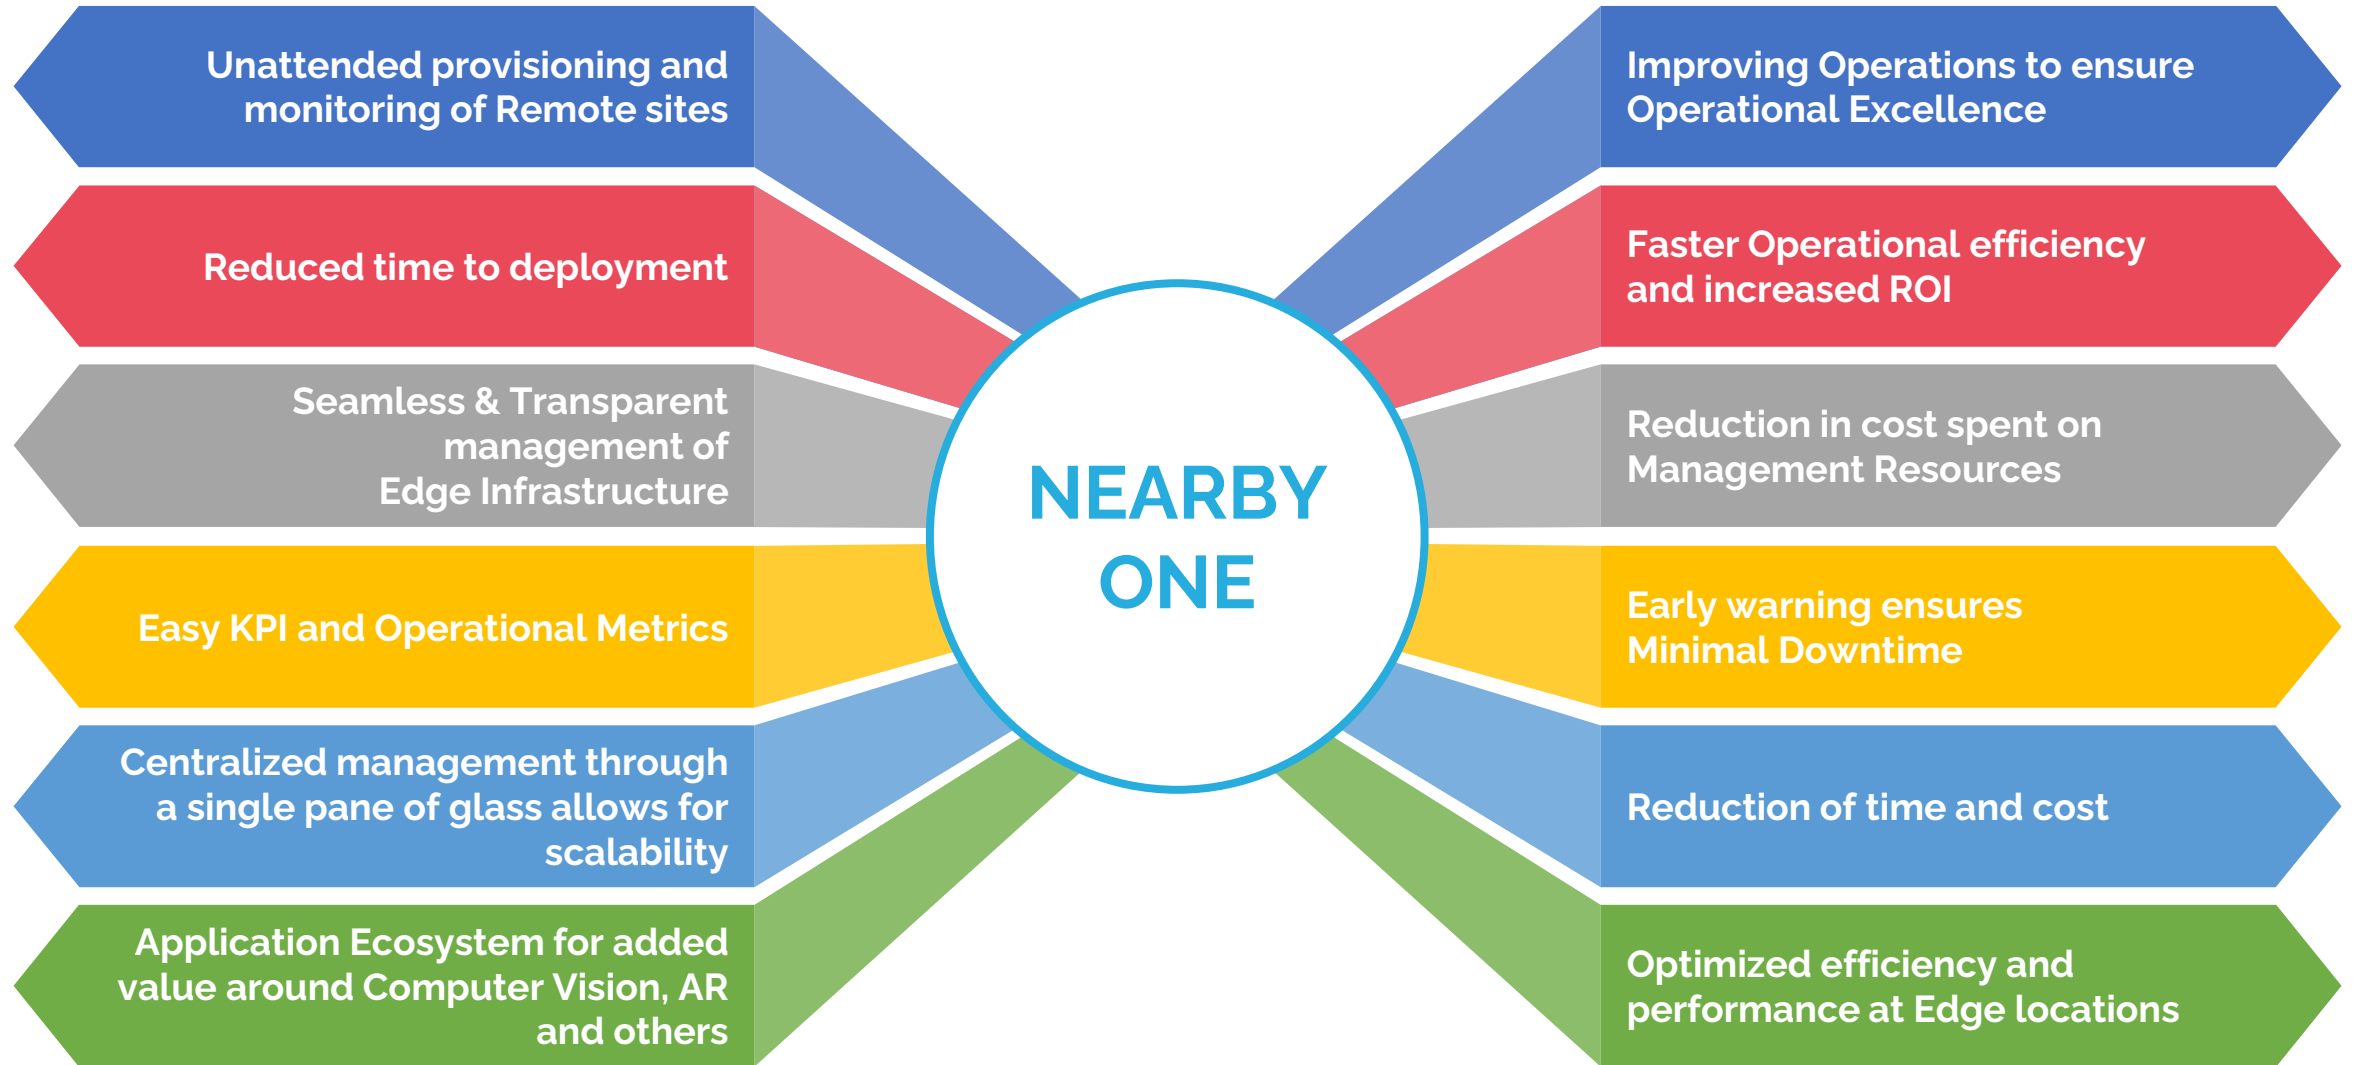 Unattended provisioning and
monitoring of Remote sites
Reduced time to deployment
Seamless & Transparent
management of
Edge Infrastructure
Easy KPI and Operational Metrics
Centralized management through
a single pane of glass allows for
scalability
Application Ecosystem for added
value around Computer Vision, AR
and others
NEARBY
ONE
Improving Operations to ensure
Operational Excellence
Faster Operational efficiency
and increased ROI
Reduction in cost spent on
Management Resources
Early warning ensures
Minimal Downtime
Reduction of time and cost
Optimized efficiency and
performance at Edge locations